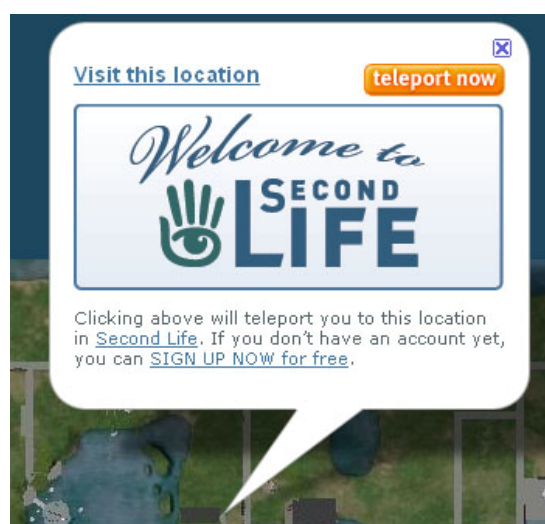 Visit this location
teleport now
Welcome to
SECOND
LIFE
Clicking above will teleport you to this location
in Second Life. If you don't have an account yet,
you can SIGN UP NOW for free.